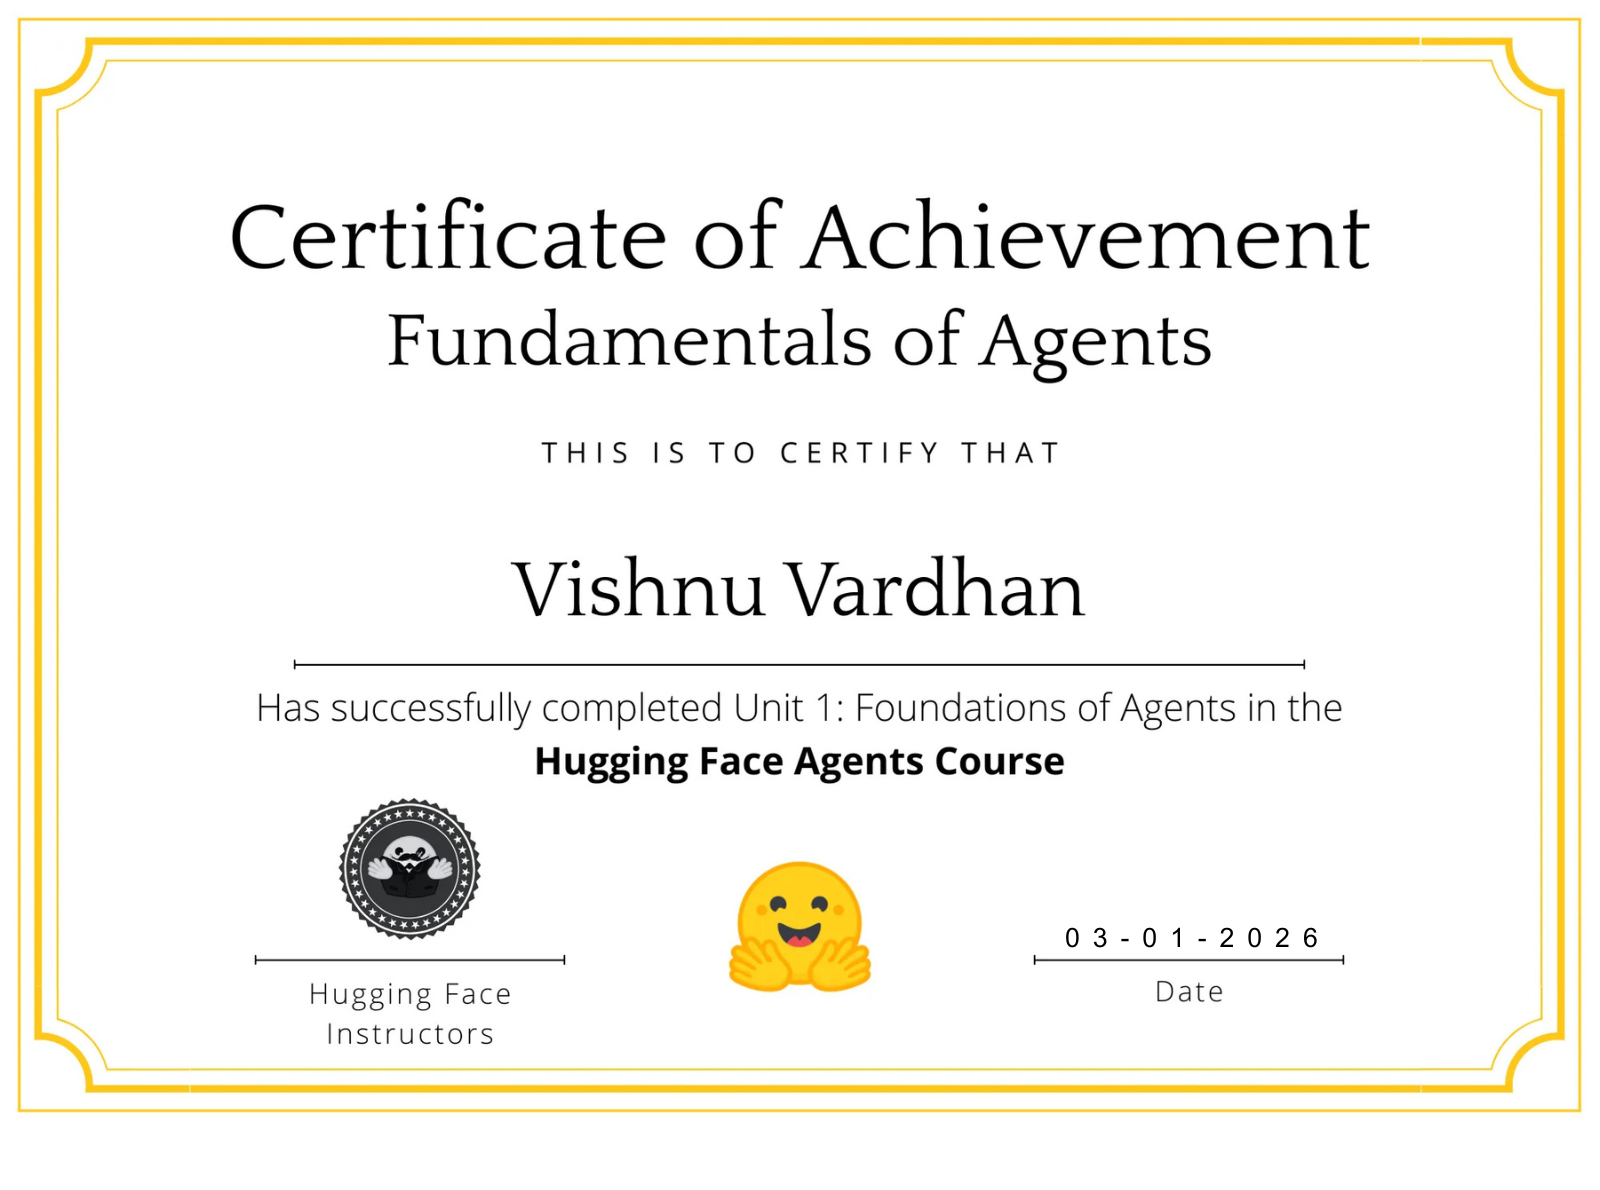 Certificate of Achievement
Fundamentals of Agents
THIS IS TO CERTIFY THAT
Vishnu Vardhan
Has successfully completed Unit 1: Foundations of Agents in the
Hugging Face Agents Course
03-01-2026
Hugging Face
Instructors
Date